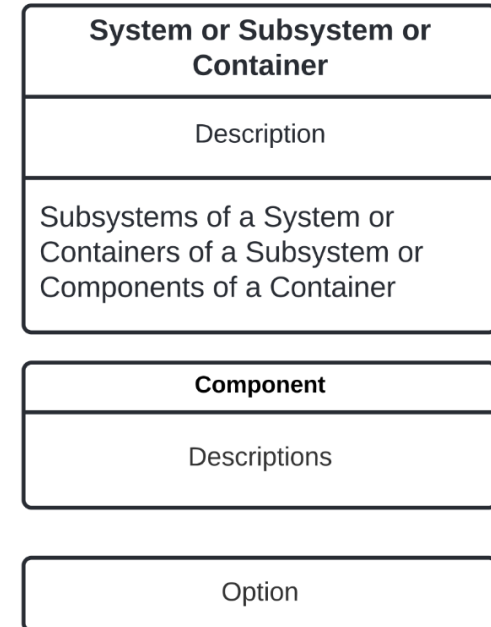 System or Subsystem or
Container
Description
Subsystems of a System or
Containers of a Subsystem or
Components of a Container
Component
Descriptions
Option